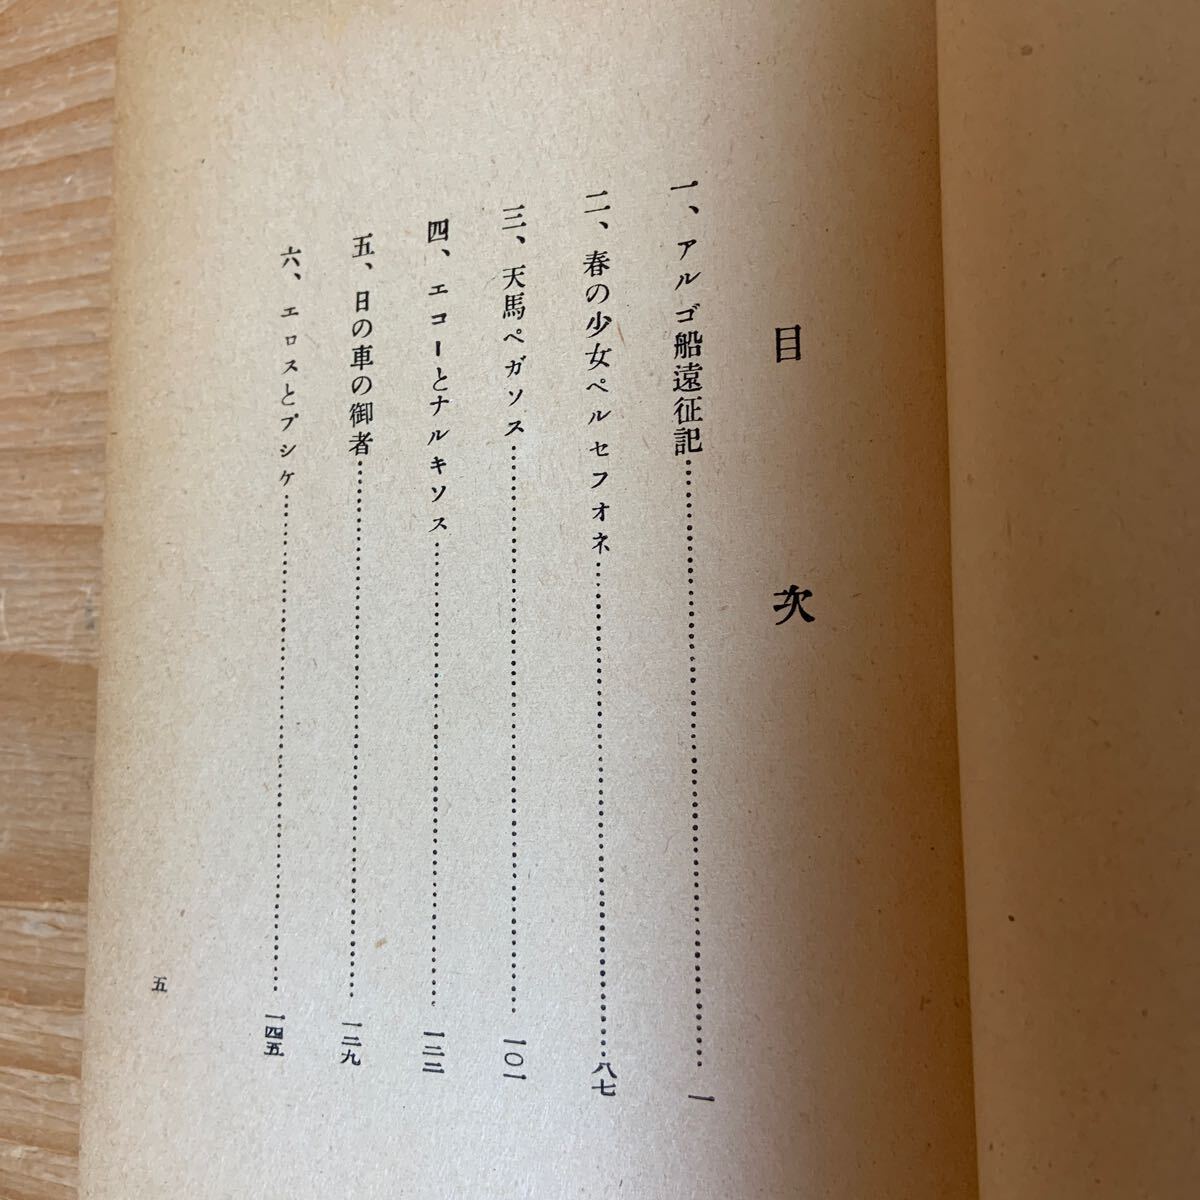 目次
一、アルゴ船遠征記……一
二、春の少女ペルセフオネ……八七
三、天馬ペガソス……一〇一
四、エコーとナルキソス……一二二
五、日の車の御者……一二九
六、エロスとプシケ……一四五
五